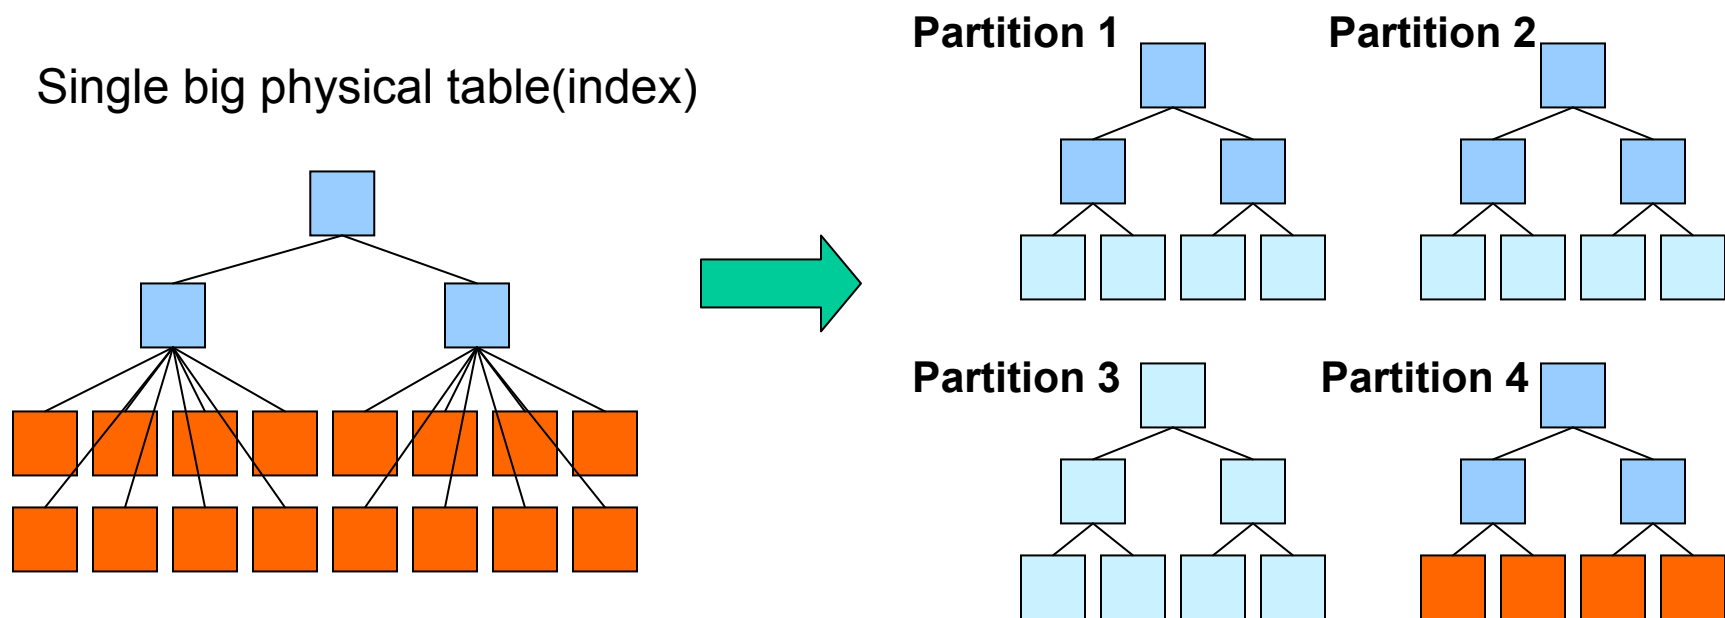 Single big physical table(index)
Partition 1
Partition 2
Partition 3
Partition 4